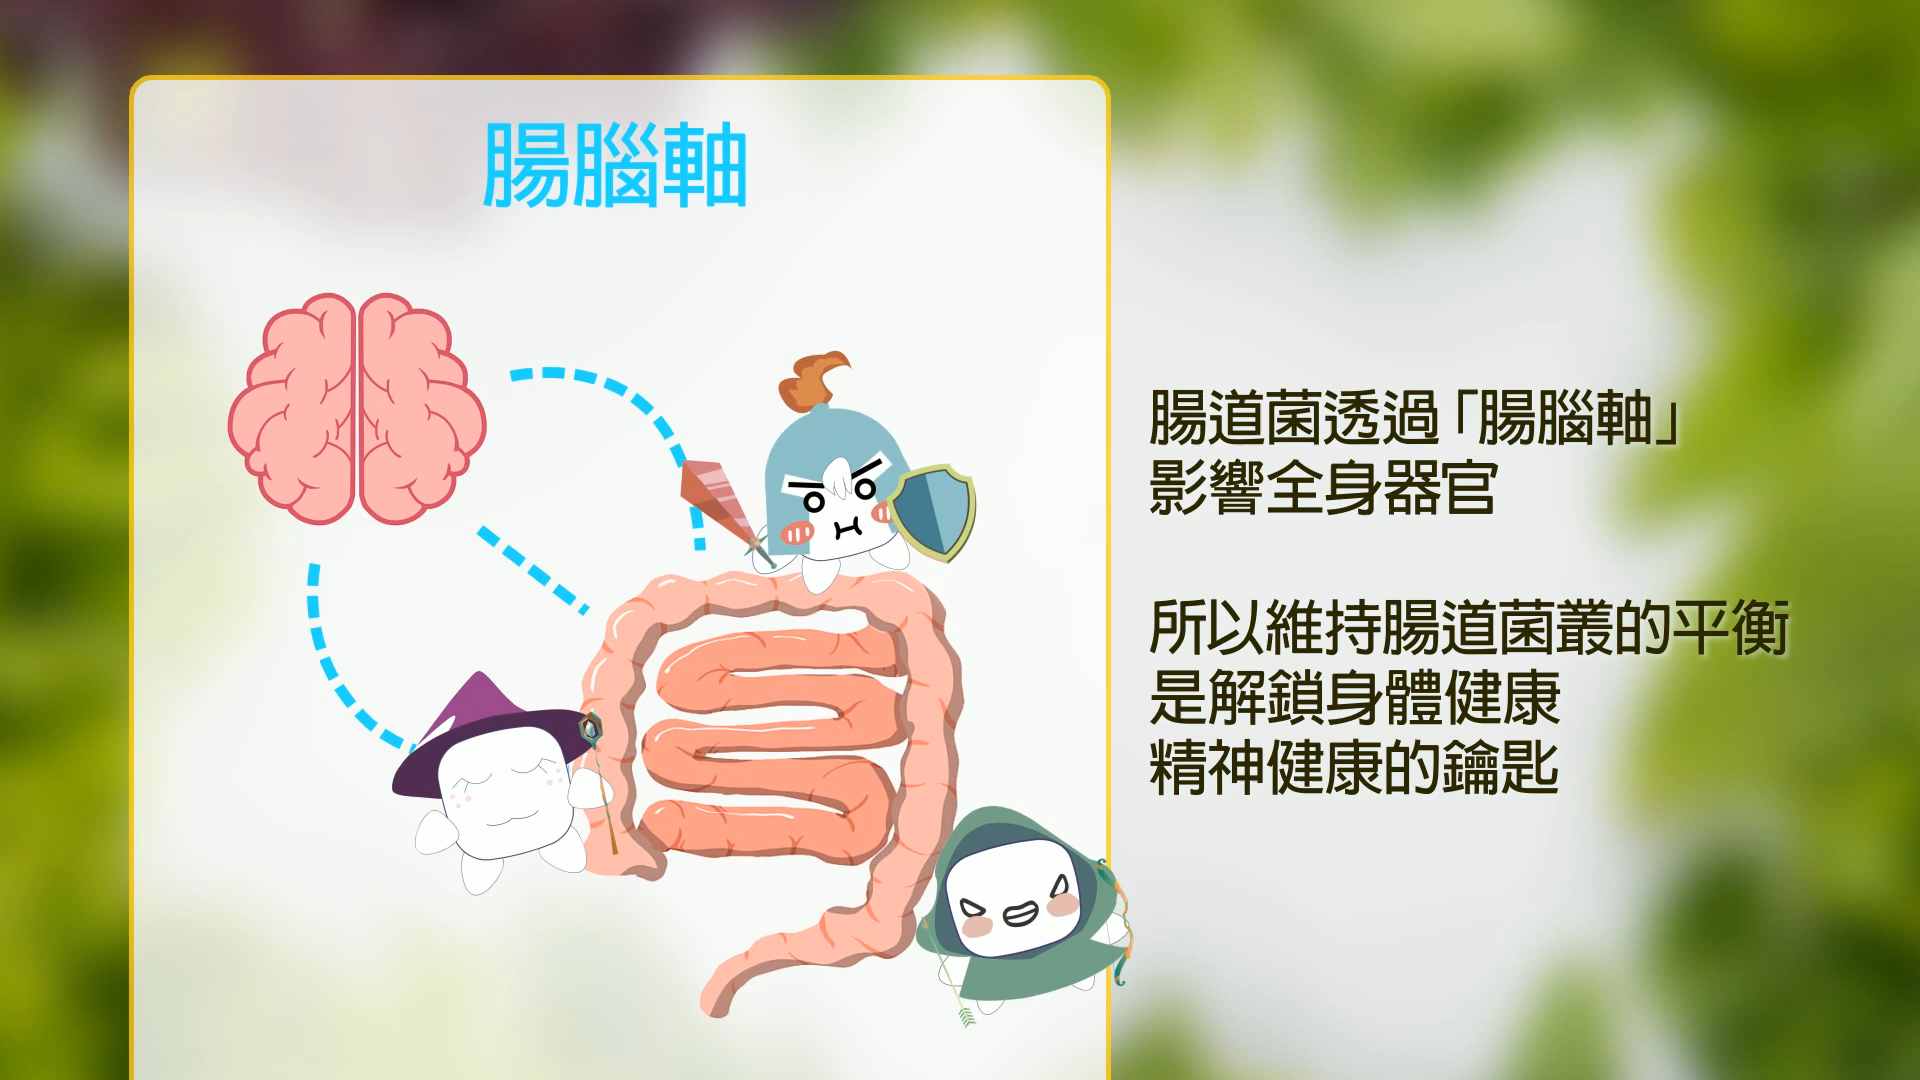 腸腦軸
腸道菌透過「腸腦軸」
影響全身器官
所以維持腸道菌叢的平衡
是解鎖身體健康
精神健康的鑰匙